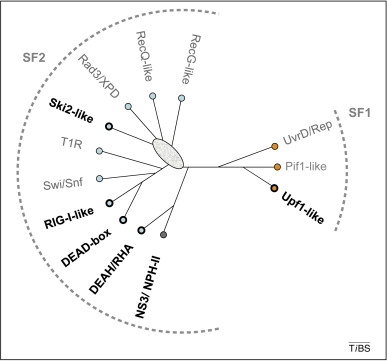 SF2
RecG-like
RecQ-like
Rad3/XPD
Ski2-like
T1R
Swi/Snf
RIG-I-like
DEAD-box
DEAH/RHA
NS3/ NPH-II
SF1
UvrD/Rep
Pif1-like
Upf1-like
TiBS